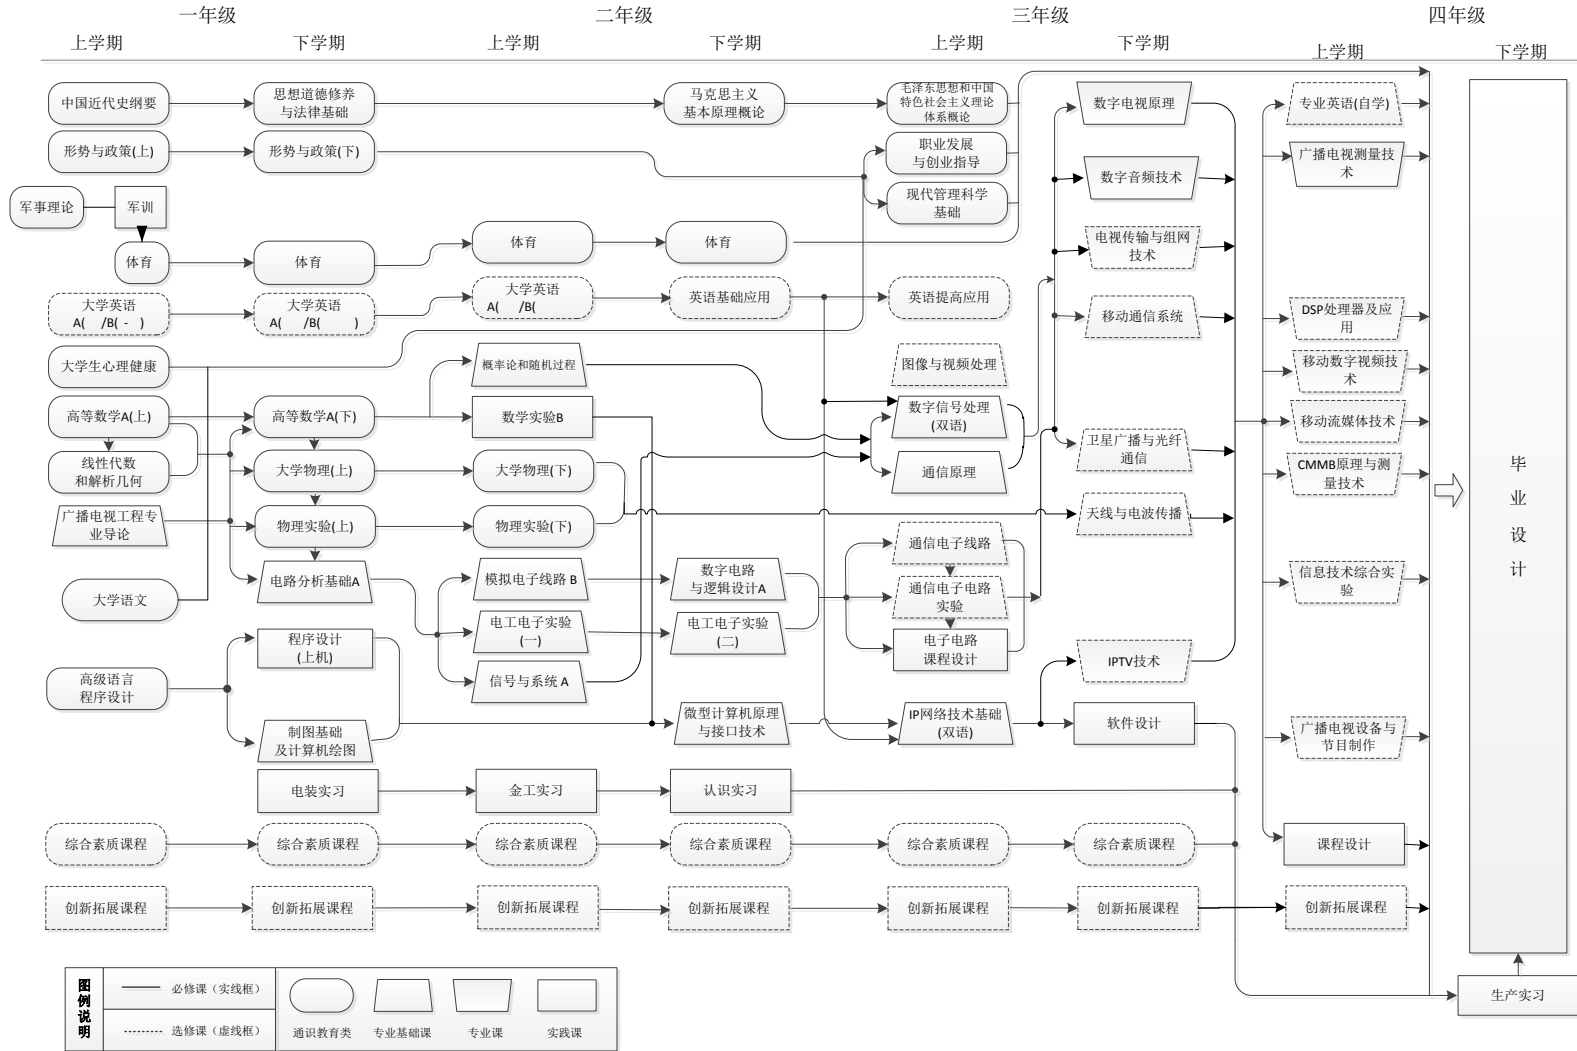 一年级
二年级
三年级
四年级
上学期
下学期
上学期
下学期
上学期
下学期
上学期
下学期
中国近代史纲要
思想道德修养
与法律基础
马克思主义
基本原理概论
毛泽东思想和中国
特色社会主义理论
体系概论
数字电视原理
专业英语(自学)
形势与政策(上)
形势与政策(下)
职业发展
与创业指导
广播电视测量技
术
数字音频技术
军事理论
军训
现代管理科学
基础
体育
体育
体育
体育
电视传输与组网
技术
大学英语
A( /B( - )
大学英语
A( /B( )
大学英语
A( /B(
英语基础应用
英语提高应用
移动通信系统
DSP处理器及应
用
大学生心理健康
概率论和随机过程
图像与视频处理
移动数字视频技
术
高等数学A(上)
高等数学A(下)
数学实验B
数字信号处理
(双语)
移动流媒体技术
线性代数
和解析几何
大学物理(上)
大学物理(下)
通信原理
卫星广播与光纤
通信
CMMB原理与测
量技术
广播电视工程专
业导论
物理实验(上)
物理实验(下)
天线与电波传播
毕
业
设
计
通信电子线路
电路分析基础A
模拟电子线路 B
数字电路
与逻辑设计A
通信电子电路
实验
信息技术综合实
验
大学语文
程序设计
(上机)
电工电子实验
(一)
电工电子实验
(二)
电子电路
课程设计
IPTV技术
高级语言
程序设计
信号与系统 A
制图基础
及计算机绘图
微型计算机原理
与接口技术
IP网络技术基础
(双语)
软件设计
广播电视设备与
节目制作
电装实习
金工实习
认识实习
综合素质课程
综合素质课程
综合素质课程
综合素质课程
综合素质课程
综合素质课程
课程设计
创新拓展课程
创新拓展课程
创新拓展课程
创新拓展课程
创新拓展课程
创新拓展课程
创新拓展课程
生产实习
图
例
说
明
必修课（实线框）
选修课（虚线框）
通识教育类
专业基础课
专业课
实践课